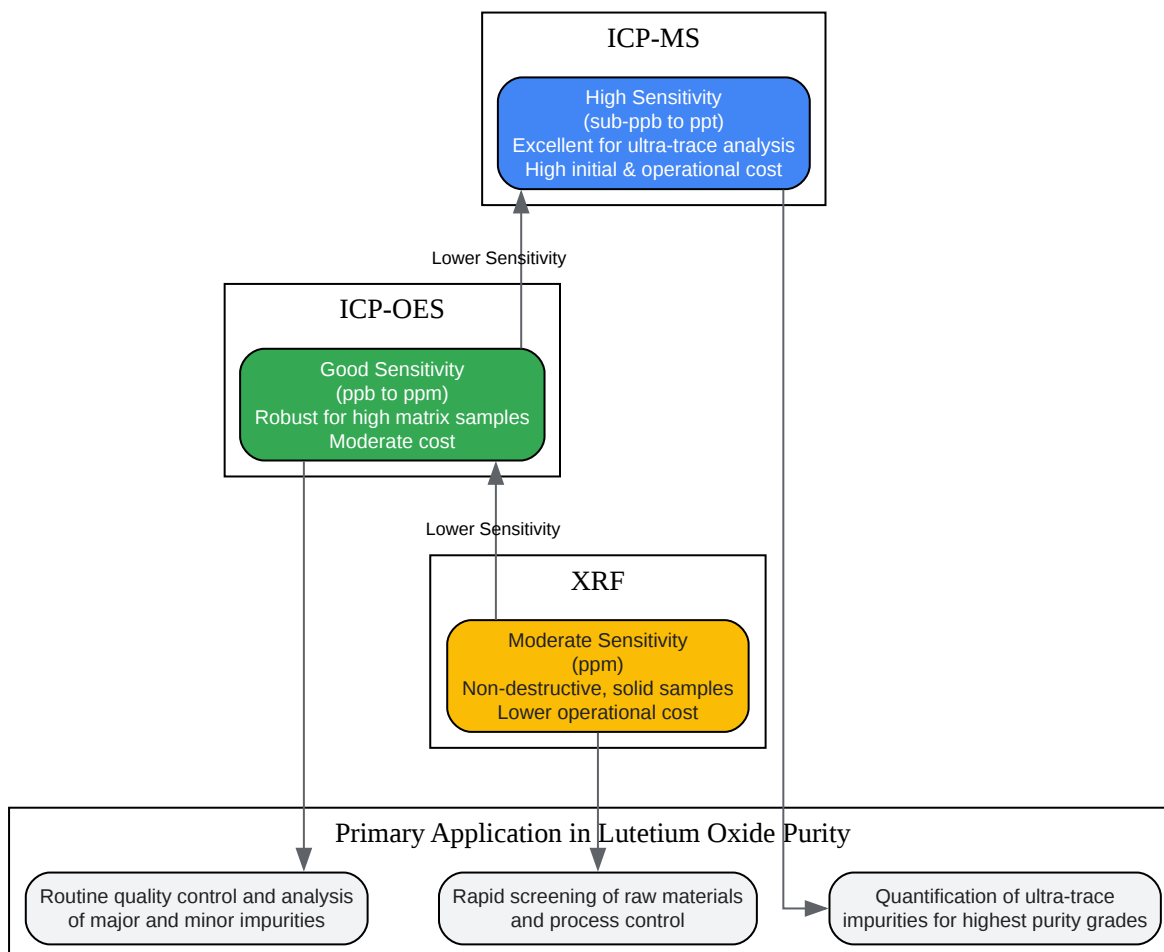 ICP-MS
High Sensitivity
(sub-ppb to ppt)
Excellent for ultra-trace analysis
High initial & operational cost
Lower Sensitivity
ICP-OES
Good Sensitivity
(ppb to ppm)
Robust for high matrix samples
Moderate cost
Lower Sensitivity
XRF
Moderate Sensitivity
(ppm)
Non-destructive, solid samples
Lower operational cost
Primary Application in Lutetium Oxide Purity
Routine quality control and analysis
of major and minor impurities
Rapid screening of raw materials
and process control
Quantification of ultra-trace
impurities for highest purity grades